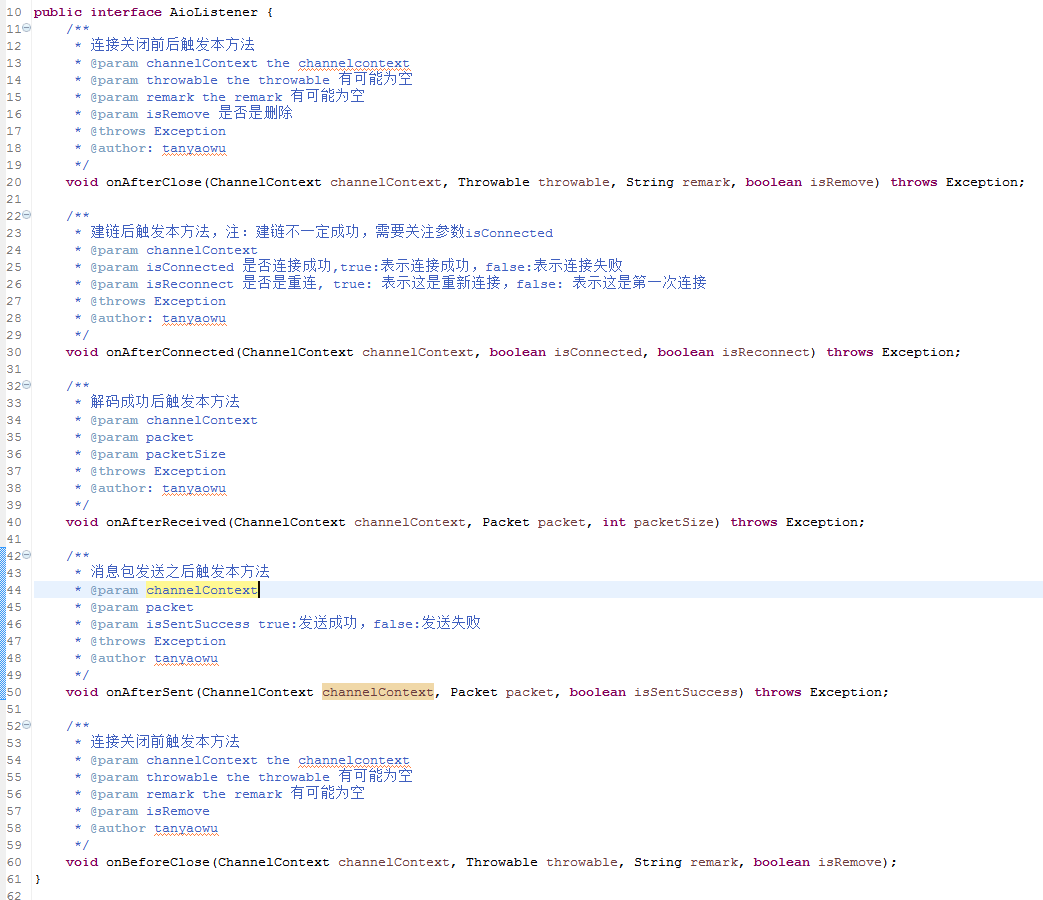 10 public interface AioListener {
11 /**
12 * 连接关闭前后触发本方法
13 * @param channelContext the channelcontext
14 * @param throwable the throwable 有可能为空
15 * @param remark the remark 有可能为空
16 * @param isRemove 是否是删除
17 * @throws Exception
18 * @author: tanyaowu
19 */
20 void onAfterClose(ChannelContext channelContext, Throwable throwable, String remark, boolean isRemove) throws Exception;
21
22 /**
23 * 建链后触发本方法，注：建链不一定成功，需要关注参数isConnected
24 * @param channelContext
25 * @param isConnected 是否连接成功,true:表示连接成功，false:表示连接失败
26 * @param isReconnect 是否是重连, true: 表示这是重新连接，false: 表示这是第一次连接
27 * @throws Exception
28 * @author: tanyaowu
29 */
30 void onAfterConnected(ChannelContext channelContext, boolean isConnected, boolean isReconnect) throws Exception;
31
32 /**
33 * 解码成功后触发本方法
34 * @param channelContext
35 * @param packet
36 * @param packetSize
37 * @throws Exception
38 * @author: tanyaowu
39 */
40 void onAfterReceived(ChannelContext channelContext, Packet packet, int packetSize) throws Exception;
41
42 /**
43 * 消息包发送之后触发本方法
44 * @param channelContext
45 * @param packet
46 * @param isSentSuccess true:发送成功，false:发送失败
47 * @throws Exception
48 * @author tanyaowu
49 */
50 void onAfterSent(ChannelContext channelContext, Packet packet, boolean isSentSuccess) throws Exception;
51
52 /**
53 * 连接关闭前触发本方法
54 * @param channelContext the channelcontext
55 * @param throwable the throwable 有可能为空
56 * @param remark the remark 有可能为空
57 * @param isRemove
58 * @author tanyaowu
59 */
60 void onBeforeClose(ChannelContext channelContext, Throwable throwable, String remark, boolean isRemove);
61 }
62